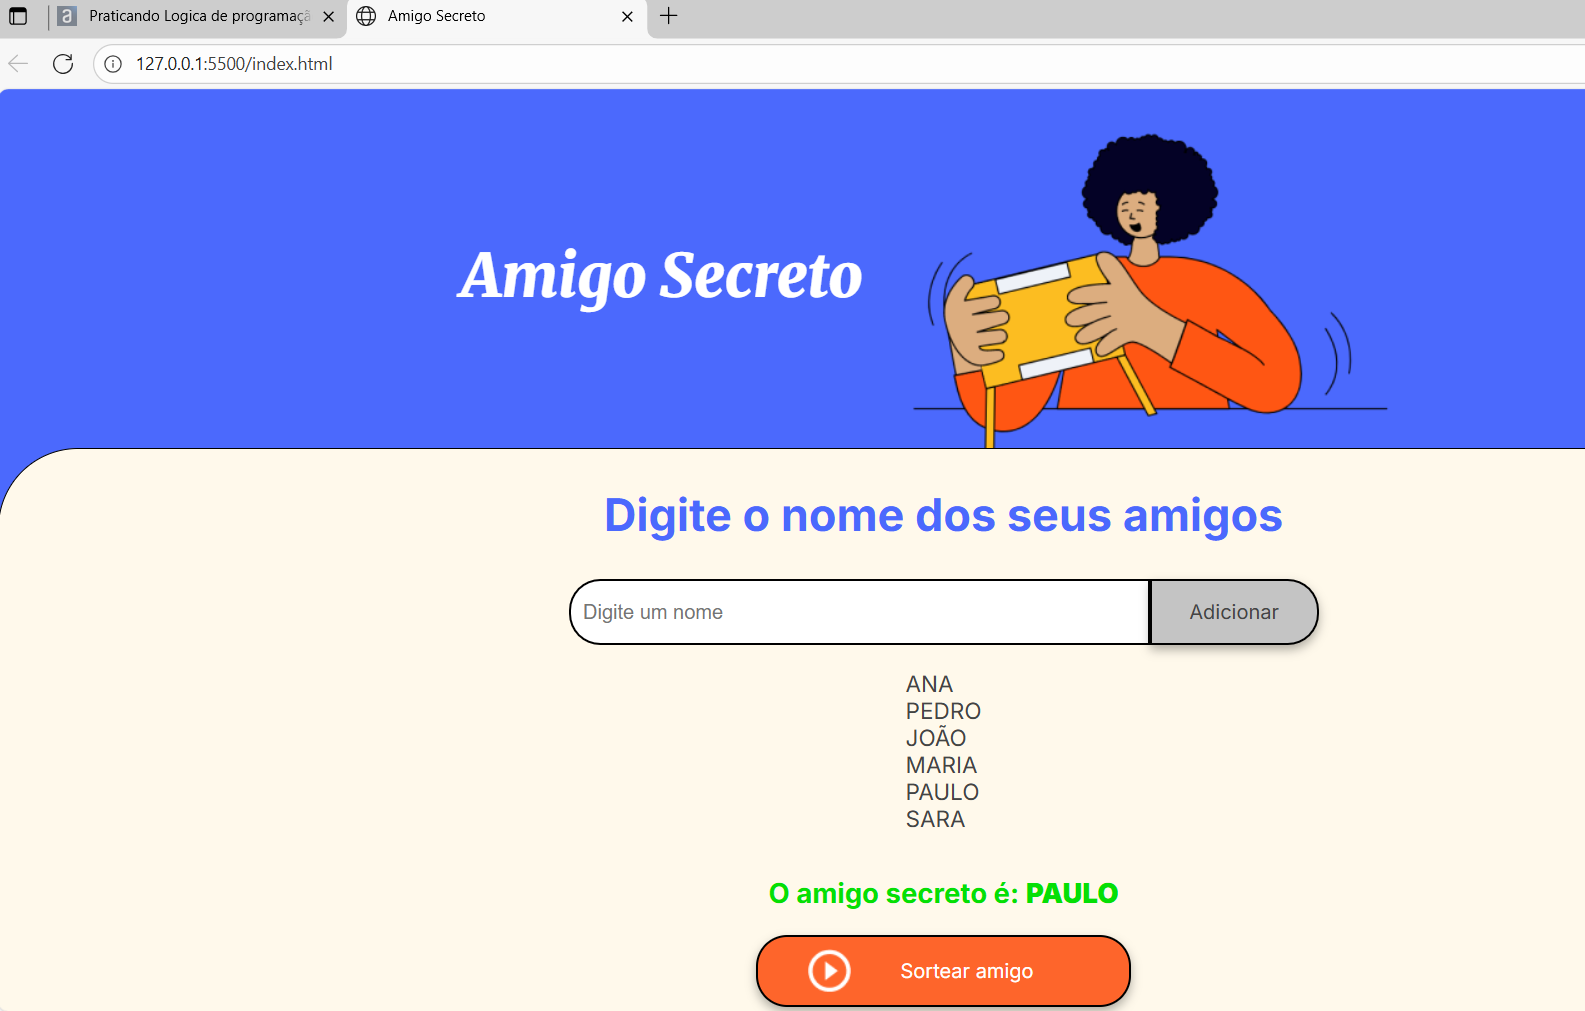 Praticando Logica de programaçã
Amigo Secreto
127.0.0.1:5500/index.html
Amigo Secreto
Digite o nome dos seus amigos
Digite um nome
Adicionar
ANA
PEDRO
JOÃO
MARIA
PAULO
SARA
O amigo secreto é: PAULO
Sortear amigo